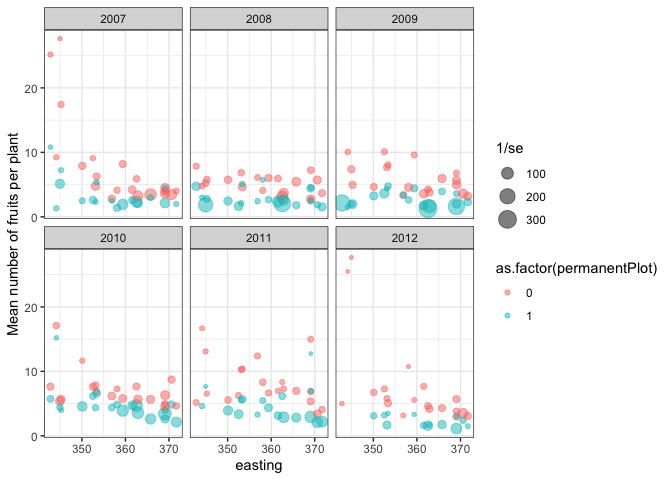 2007 2008 2009
20
10
0
2010 2011 2012
20
10
0
350 360 370 350 360 370 350 360 370
easting
Mean number of fruits per plant
1/se
100
200
300
as.factor(permanentPlot)
0
1